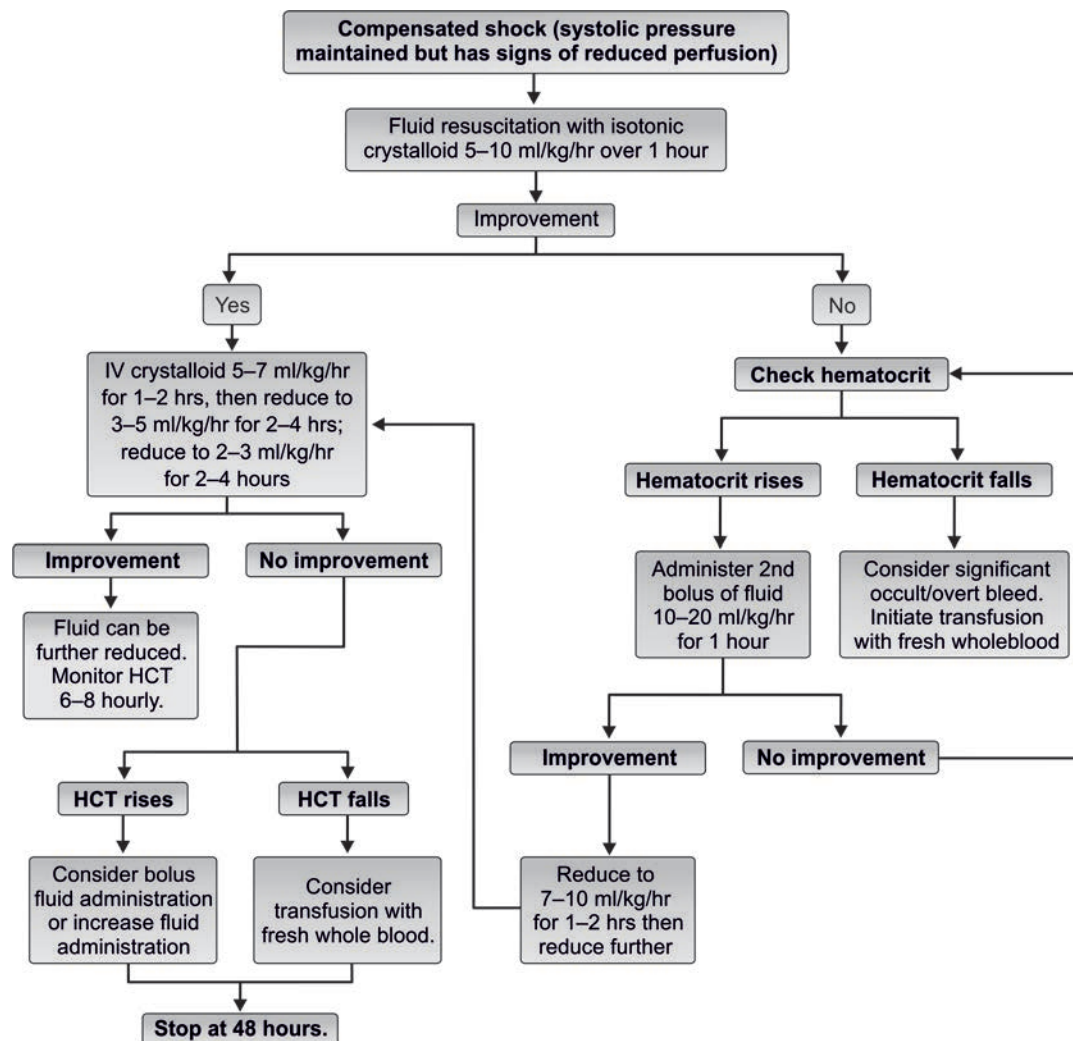 Compensated shock (systolic pressure
maintained but has signs of reduced perfusion)
Fluid resuscitation with isotonic
crystalloid 5–10 ml/kg/hr over 1 hour
Improvement
Yes
No
IV crystalloid 5–7 ml/kg/hr
for 1–2 hrs, then reduce to
3–5 ml/kg/hr for 2–4 hrs;
reduce to 2–3 ml/kg/hr
for 2–4 hours
Check hematocrit
Hematocrit rises
Hematocrit falls
Improvement
No improvement
Administer 2nd
bolus of fluid
10–20 ml/kg/hr
for 1 hour
Consider significant
occult/overt bleed.
Initiate transfusion
with fresh wholeblood
Fluid can be
further reduced.
Monitor HCT
6–8 hourly.
Improvement
No improvement
HCT rises
HCT falls
Consider bolus
fluid administration
or increase fluid
administration
Consider
transfusion with
fresh whole blood.
Reduce to
7–10 ml/kg/hr
for 1–2 hrs then
reduce further
Stop at 48 hours.